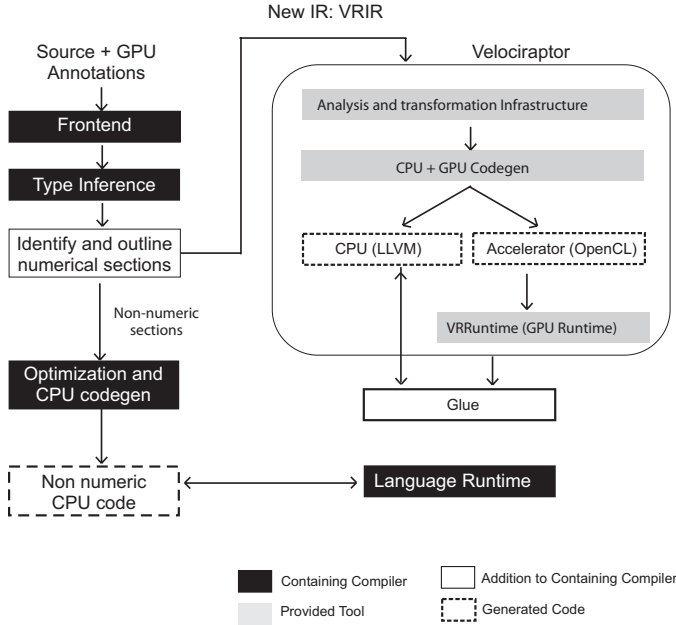 New IR: VRIR
Source + GPU
Annotations
Velociraptor
Frontend
Analysis and transformation Infrastructure
Type Inference
CPU + GPU Codegen
Identify and outline
numerical sections
CPU (LLVM)
Accelerator (OpenCL)
Non-numeric
sections
VRRuntime (GPU Runtime)
Optimization and
CPU codegen
Glue
Non numeric
CPU code
Language Runtime
Containing Compiler
Addition to Containing Compiler
Provided Tool
Generated Code